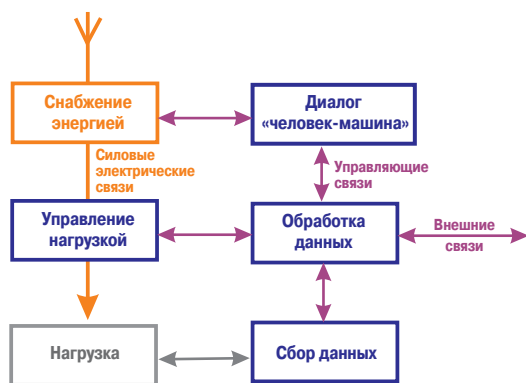 Снабжение
энергией
Диалог
«человек-машина»
Силовые
электрические
связи
Управляющие
связи
Управление
нагрузкой
Обработка
данных
Внешние
связи
Нагрузка
Сбор данных